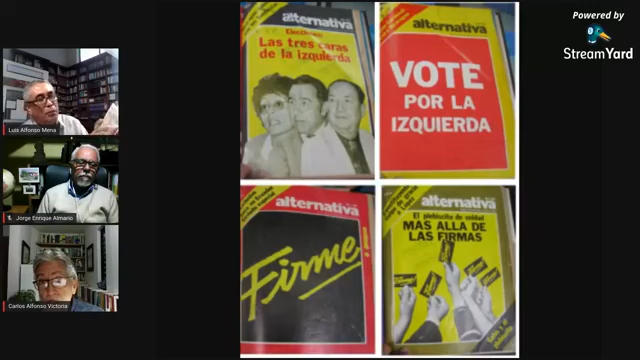 Powered by
StreamYard
Luis Alfonso Mena
Jorge Enrique Almario
Carlos Alfonso Victoria
alternativa
Elecciones
Las tres caras
de la izquierda
alternativa
VOTE
POR LA
IZQUIERDA
alternativa
Firme!
alternativa
El plebiscito de unidad
MAS ALLA DE
LAS FIRMAS